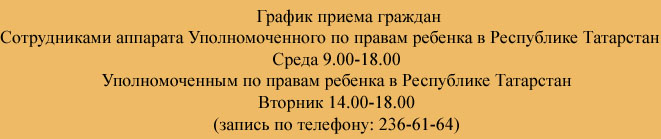 График приема граждан
Сотрудниками аппарата Уполномоченного по правам ребенка в Республике Татарстан
Среда 9.00-18.00
Уполномоченным по правам ребенка в Республике Татарстан
Вторник 14.00-18.00
(запись по телефону: 236-61-64)